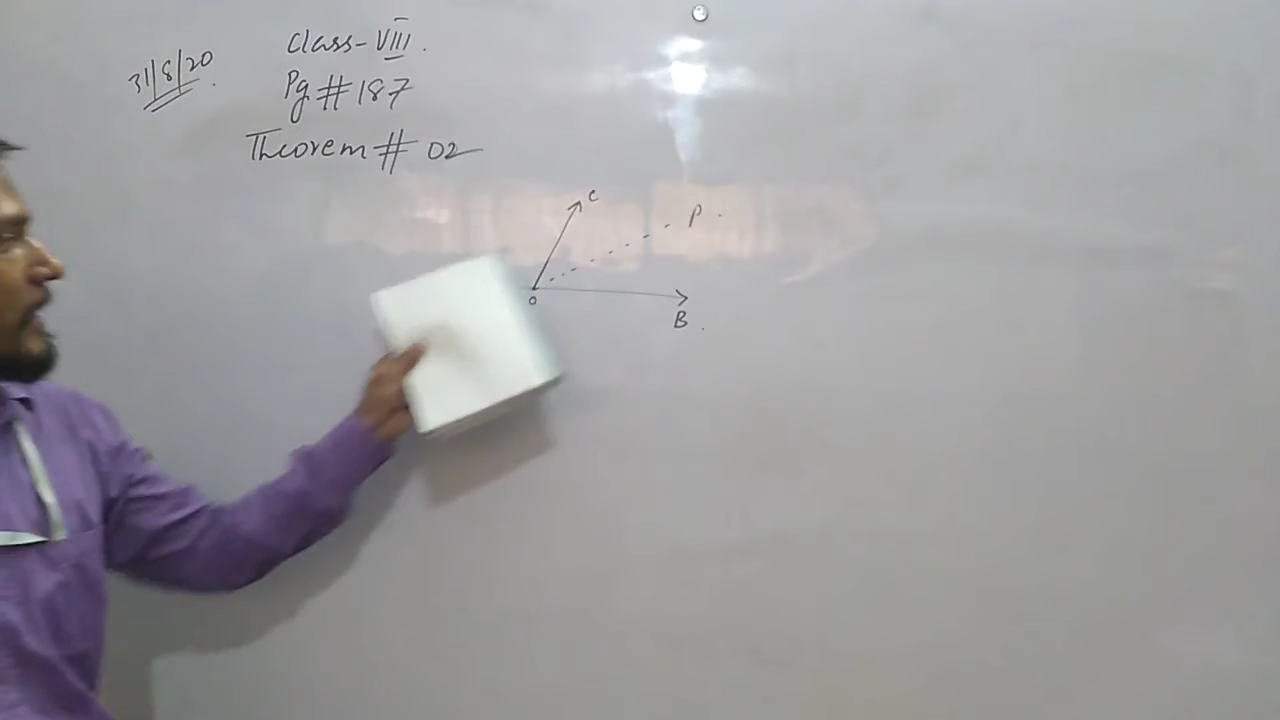 31/8/20.
Class-VIII.
Pg # 187
Theorem # 02
C
P.
O
B.